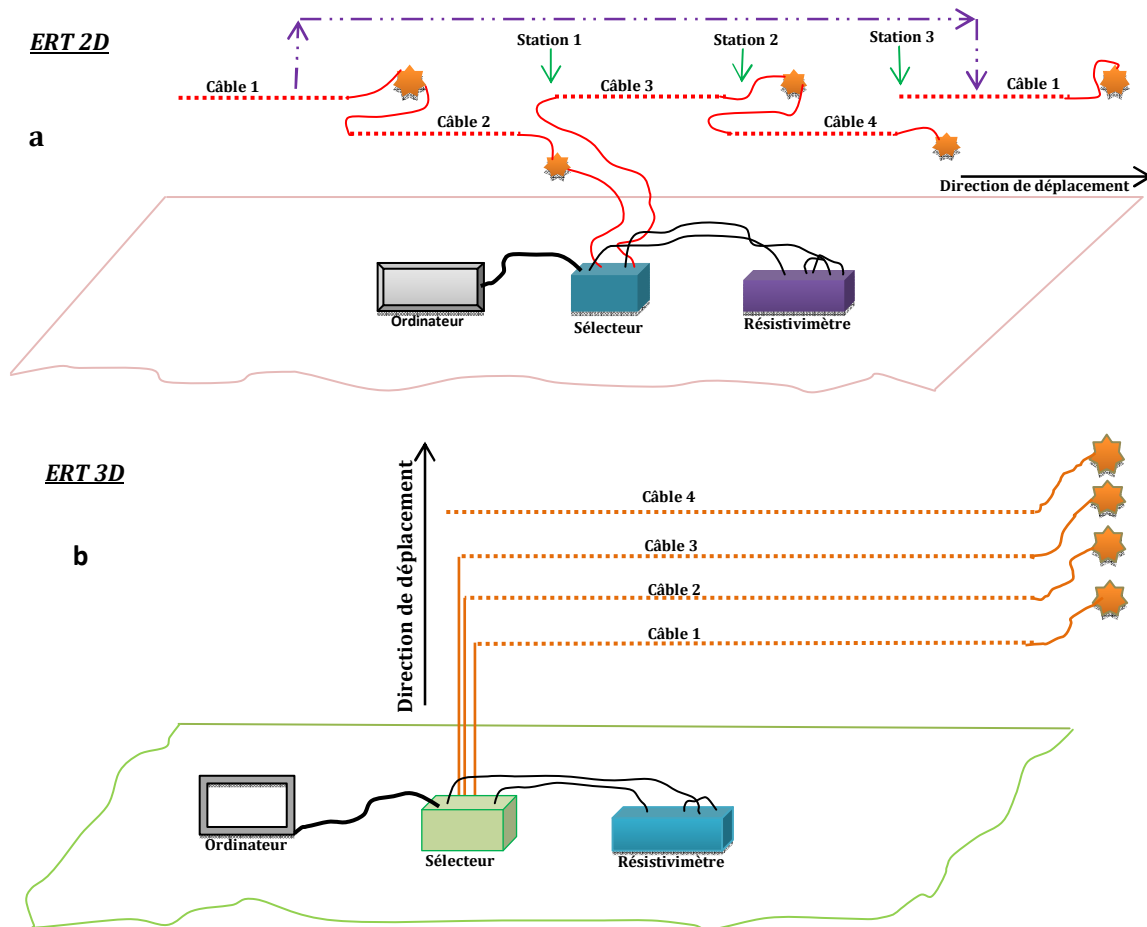 ERT 2D
Station 1
Station 2
Station 3
Câble 1
Câble 3
Câble 1
a
Câble 2
Câble 4
Direction de déplacement
Ordinateur
Sélecteur
Résistivimètre
ERT 3D
b
Direction de déplacement
Câble 4
Câble 3
Câble 2
Câble 1
Ordinateur
Sélecteur
Résistivimètre